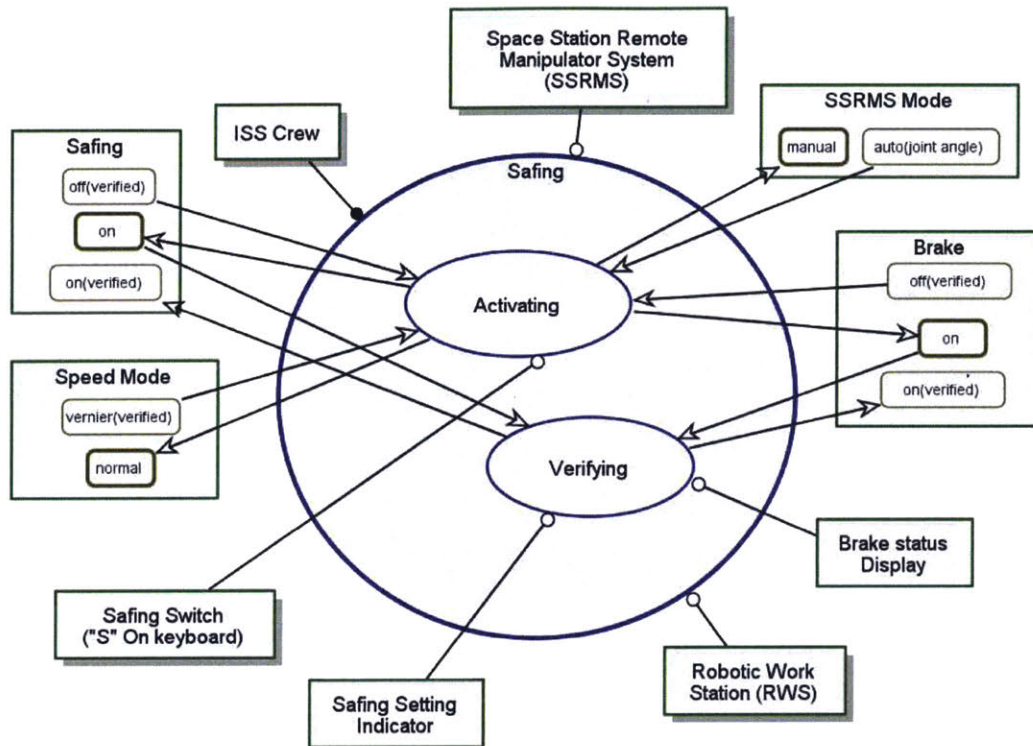 Space Station Remote
Manipulator System
(SSRMS)
SSRMS Mode
manual
auto(joint angle)
ISS Crew
Safing
off(verified)
on
on(verified)
Safing
Activating
Brake
off(verified)
on
on(verified)
Speed Mode
vernier(verified)
normal
Verifying
Brake status
Display
Safing Switch
("S" On keyboard)
Safing Setting
Indicator
Robotic Work
Station (RWS)